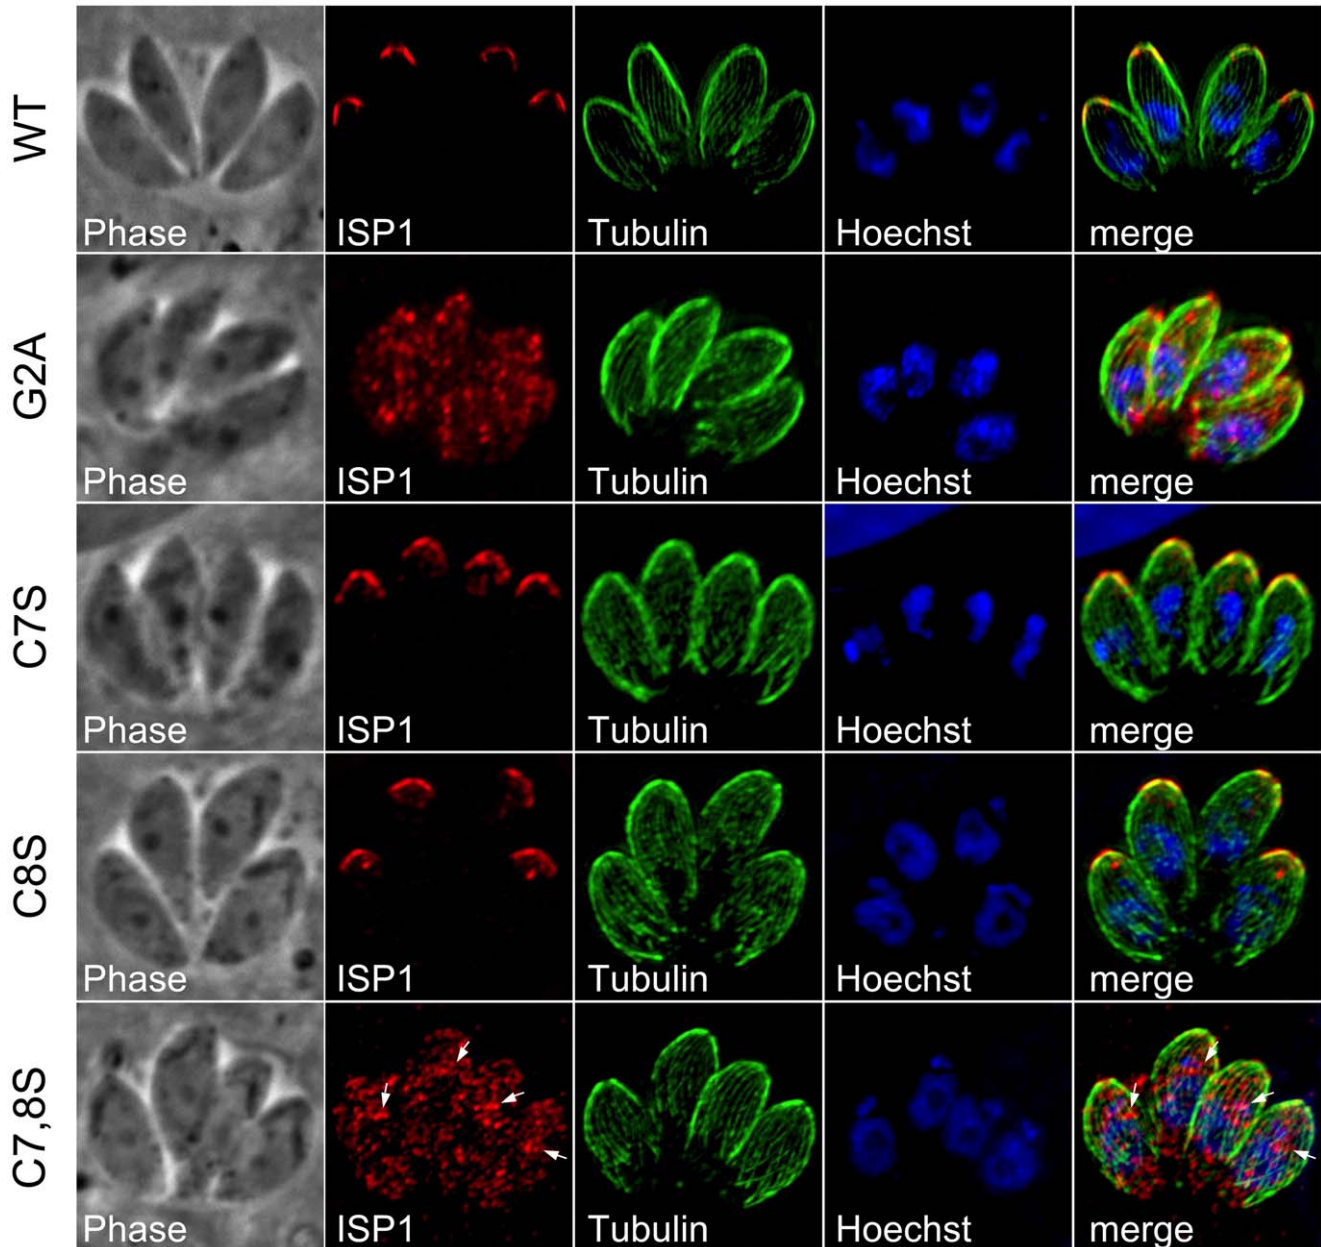 WT
Phase
ISP1
Tubulin
Hoechst
merge
G2A
Phase
ISP1
Tubulin
Hoechst
merge
C7S
Phase
ISP1
Tubulin
Hoechst
merge
C8S
Phase
ISP1
Tubulin
Hoechst
merge
C7,8S
Phase
ISP1
Tubulin
Hoechst
merge